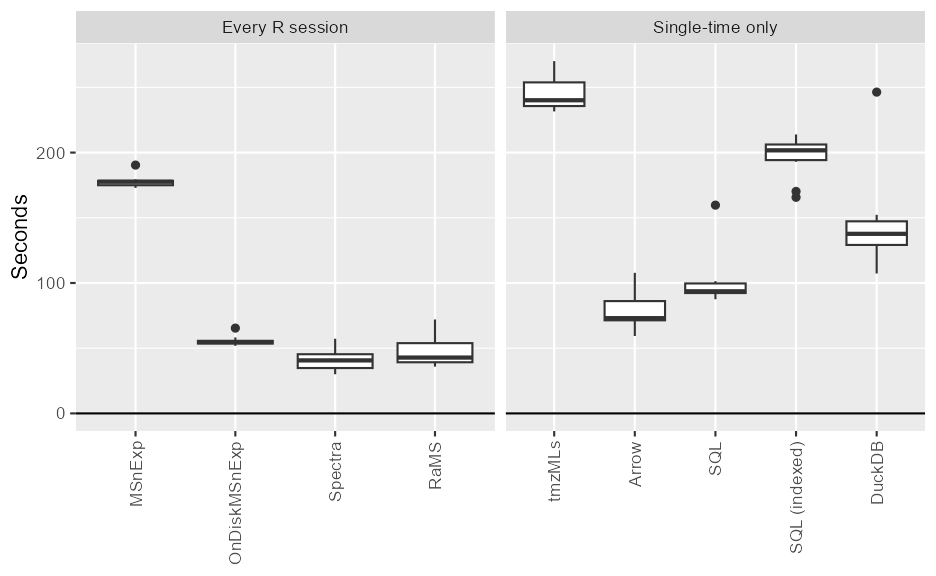 Every R session
Single-time only
Seconds
200
100
0
MSnExp
OnDiskMSnExp
Spectra
RaMS
tmzMLs
Arrow
SQL
SQL (indexed)
DuckDB